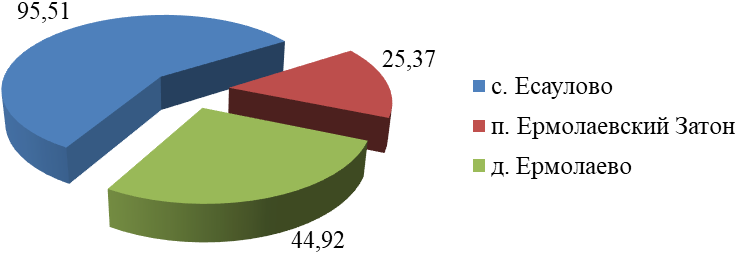 95,51
25,37
с. Есаулово
п. Ермолаевский Затон
д. Ермолаево
44,92